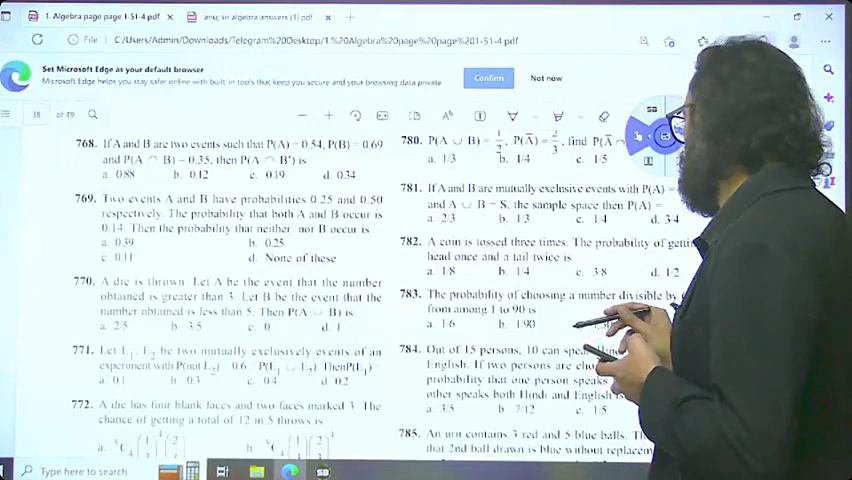 1. Algebra page page 1-51-4.pdf
anuj sir algebra answers (1).pdf
File
C:/Users/Admin/Downloads/Telegram%20Desktop/1.%20Algebra%20page%20page%201-51-4.pdf
Set Microsoft Edge as your default browser
Microsoft Edge helps you stay safer online with built-in tools that keep you secure and your browsing data private
Confirm
Not now
38 of 49
768. If A and B are two events such that P(A) = 0.54, P(B) = 0.69
and P(A ∩ B) = 0.35, then P(A ∩ B') is
a. 0.88 b. 0.12 c. 0.19 d. 0.34
769. Two events A and B have probabilities 0.25 and 0.50
respectively. The probability that both A and B occur is
0.14. Then the probability that neither nor B occur is
a. 0.39 b. 0.25
c 0.11 d. None of these
770. A die is thrown. Let A be the event that the number
obtained is greater than 3. Let B be the event that the
number obtained is less than 5. Then P(A ∪ B) is
a. 2/5 b 3/5 c. 0 d. 1
771. Let E₁, E₂ be two mutually exclusively events of an
experiment with P(not E₂) = 0.6 P(E₁ ∪ E₂). Then P(E₁) =
a. 0.1 b. 0.3 c. 0.4 d. 0.2
772. A die has four blank faces and two faces marked 3. The
chance of getting a total of 12 in 5 throws is
780. P(A ∪ B) = 1/2, P(A̅) = 2/3, find P(A̅ ∩
a. 1/3 b. 1/4 c. 1/5
781. If A and B are mutually exclusive events with P(A) =
and A ∪ B = S, the sample space then P(A) =
a. 2/3 b. 1/3 c. 1/4 d. 3/4
782. A coin is tossed three times. The probability of
head once and a tail twice is
a. 1/8 b. 1/4 c. 3/8 d. 1/2
783. The probability of choosing a number divisible by
from among 1 to 90 is
a. 1/6 b. 1/90
784. Out of 15 persons, 10 can
English. If two persons are
probability that one person speaks
other speaks both Hindi and English
a. 3/5 b. 7/12 c. 1/5
785. An urn contains 3 red and 5 blue balls.
that 2nd ball drawn is blue without
Type here to search
SB
SB